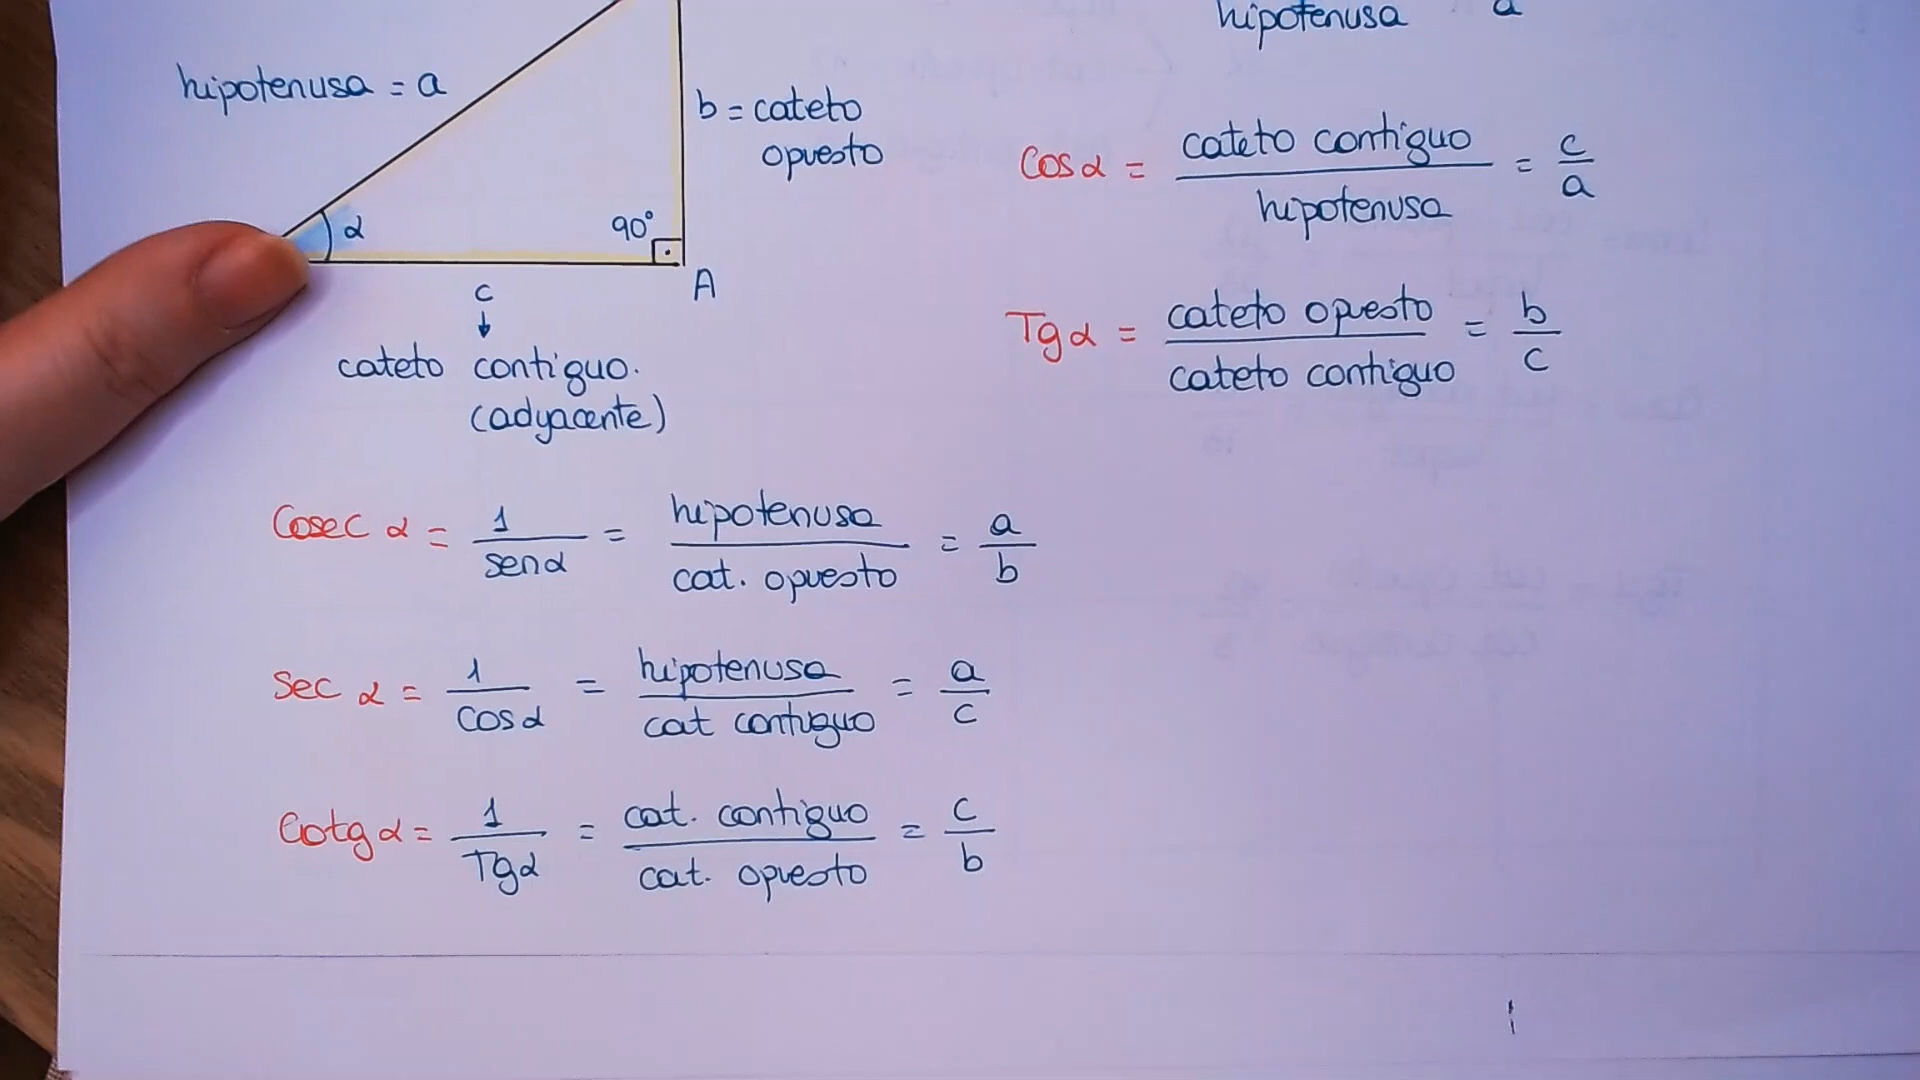 hipotenusa = a
b = cateto
opuesto
α
90°
A
c
↓
cateto contiguo.
(adyacente)
hipotenusa a
Cos α = cateto contiguo / hipotenusa = c / a
Tg α = cateto opuesto / cateto contiguo = b / c
Cosec α = 1 / sen α = hipotenusa / cat. opuesto = a / b
Sec α = 1 / cos α = hipotenusa / cat contiguo = a / c
Cotg α = 1 / Tg α = cat. contiguo / cat. opuesto = c / b